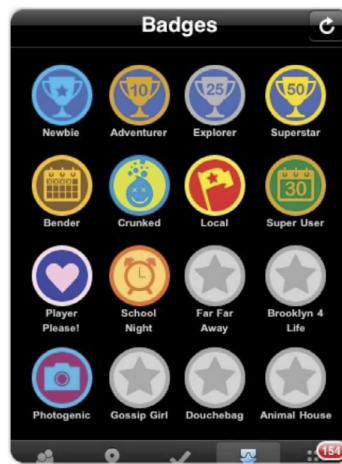 Badges
10
25
50
Newbie Adventurer Explorer Superstar
30
Bender Crunked Local Super User
Player Please!
School Night
Far Far Away
Brooklyn 4 Life
Photogenic Gossip Girl Douchebag Animal House
154